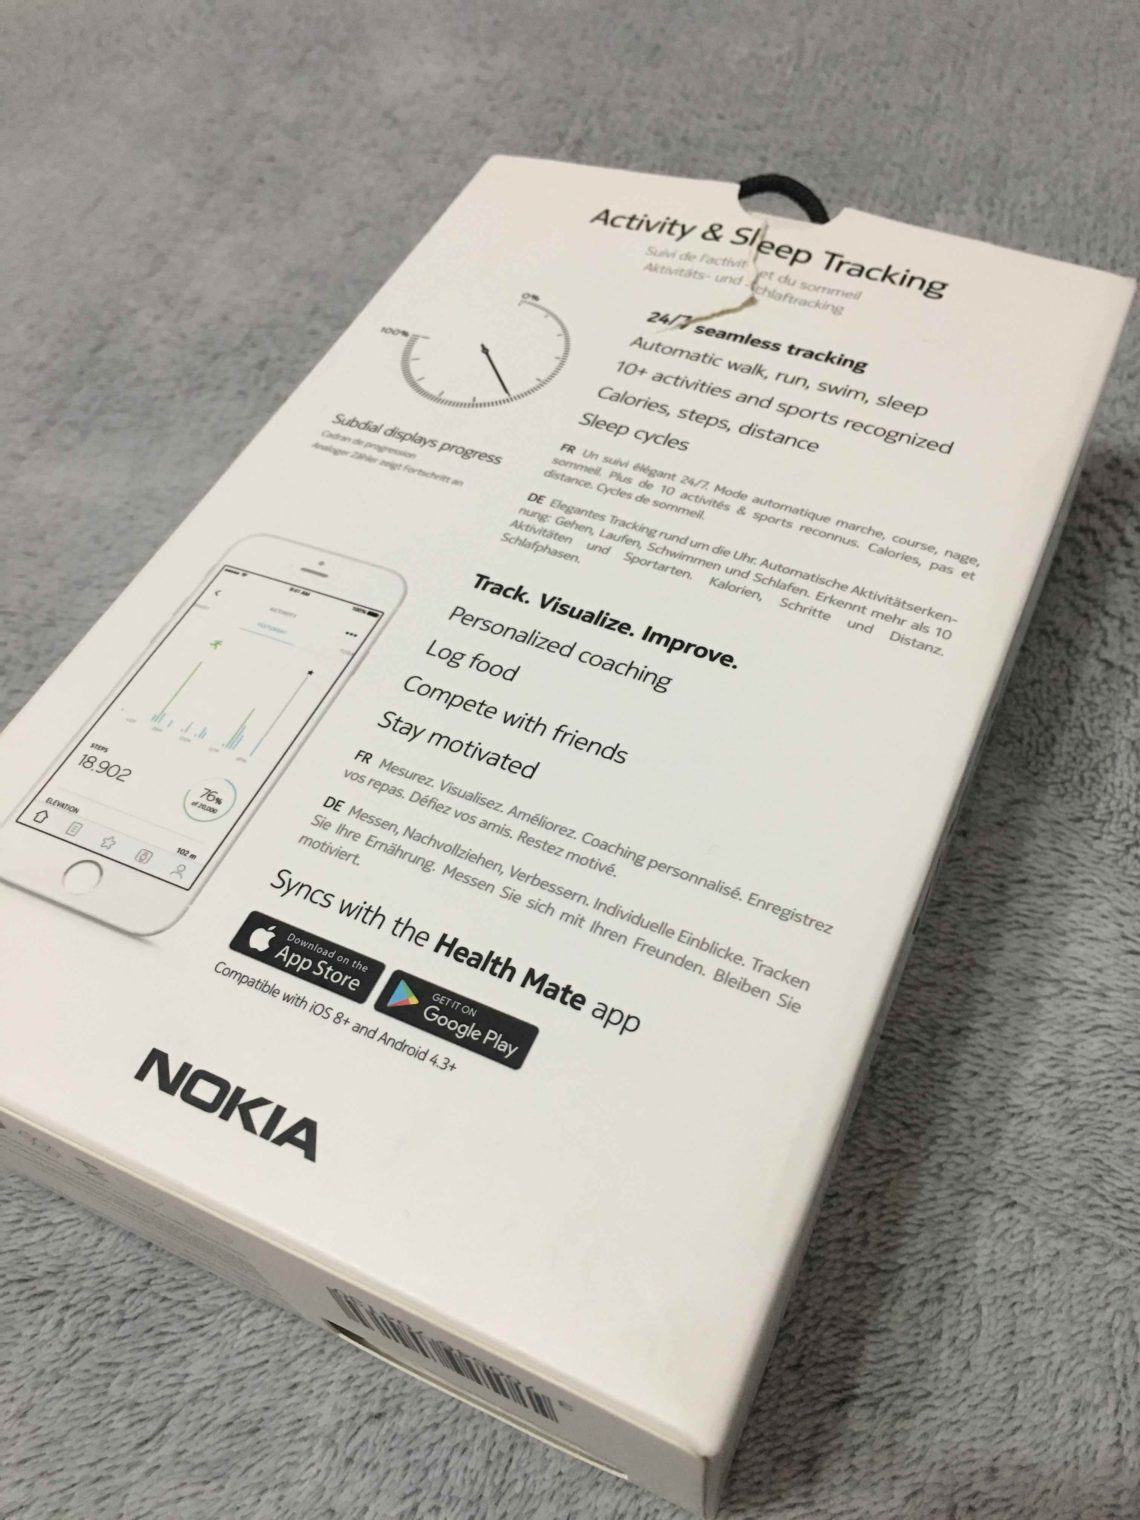 Activity & Sleep Tracking
Suivi de l'activit et du sommeil
Aktivitäts- und Schlaftracking
0%
100%
Subdial displays progress
Cadran de progression
Analoger Zähler zeigt Fortschritt an
24/7 seamless tracking
Automatic walk, run, swim, sleep
10+ activities and sports recognized
Calories, steps, distance
Sleep cycles
FR Un suivi élégant 24/7. Mode automatique marche, course, nage,
sommeil. Plus de 10 activités & sports reconnus. Calories, pas et
distance. Cycles de sommeil.
DE Elegantes Tracking rund um die Uhr. Automatische Aktivitätserken-
nung: Gehen, Laufen, Schwimmen und Schlafen. Erkennt mehr als 10
Aktivitäten und Sportarten. Kalorien, Schritte und Distanz.
Schlafphasen.
9:41 AM
100%
ACTIVITY
YESTERDAY
STEPS
18,902
76%
of 20,000
ELEVATION
102 m
Track. Visualize. Improve.
Personalized coaching
Log food
Compete with friends
Stay motivated
FR Mesurez. Visualisez. Améliorez. Coaching personnalisé. Enregistrez
vos repas. Défiez vos amis. Restez motivé.
DE Messen, Nachvollziehen, Verbessern. Individuelle Einblicke. Tracken
Sie Ihre Ernährung. Messen Sie sich mit Ihren Freunden. Bleiben Sie
motiviert.
Syncs with the Health Mate app
Download on the
App Store
GET IT ON
Google Play
Compatible with iOS 8+ and Android 4.3+
NOKIA